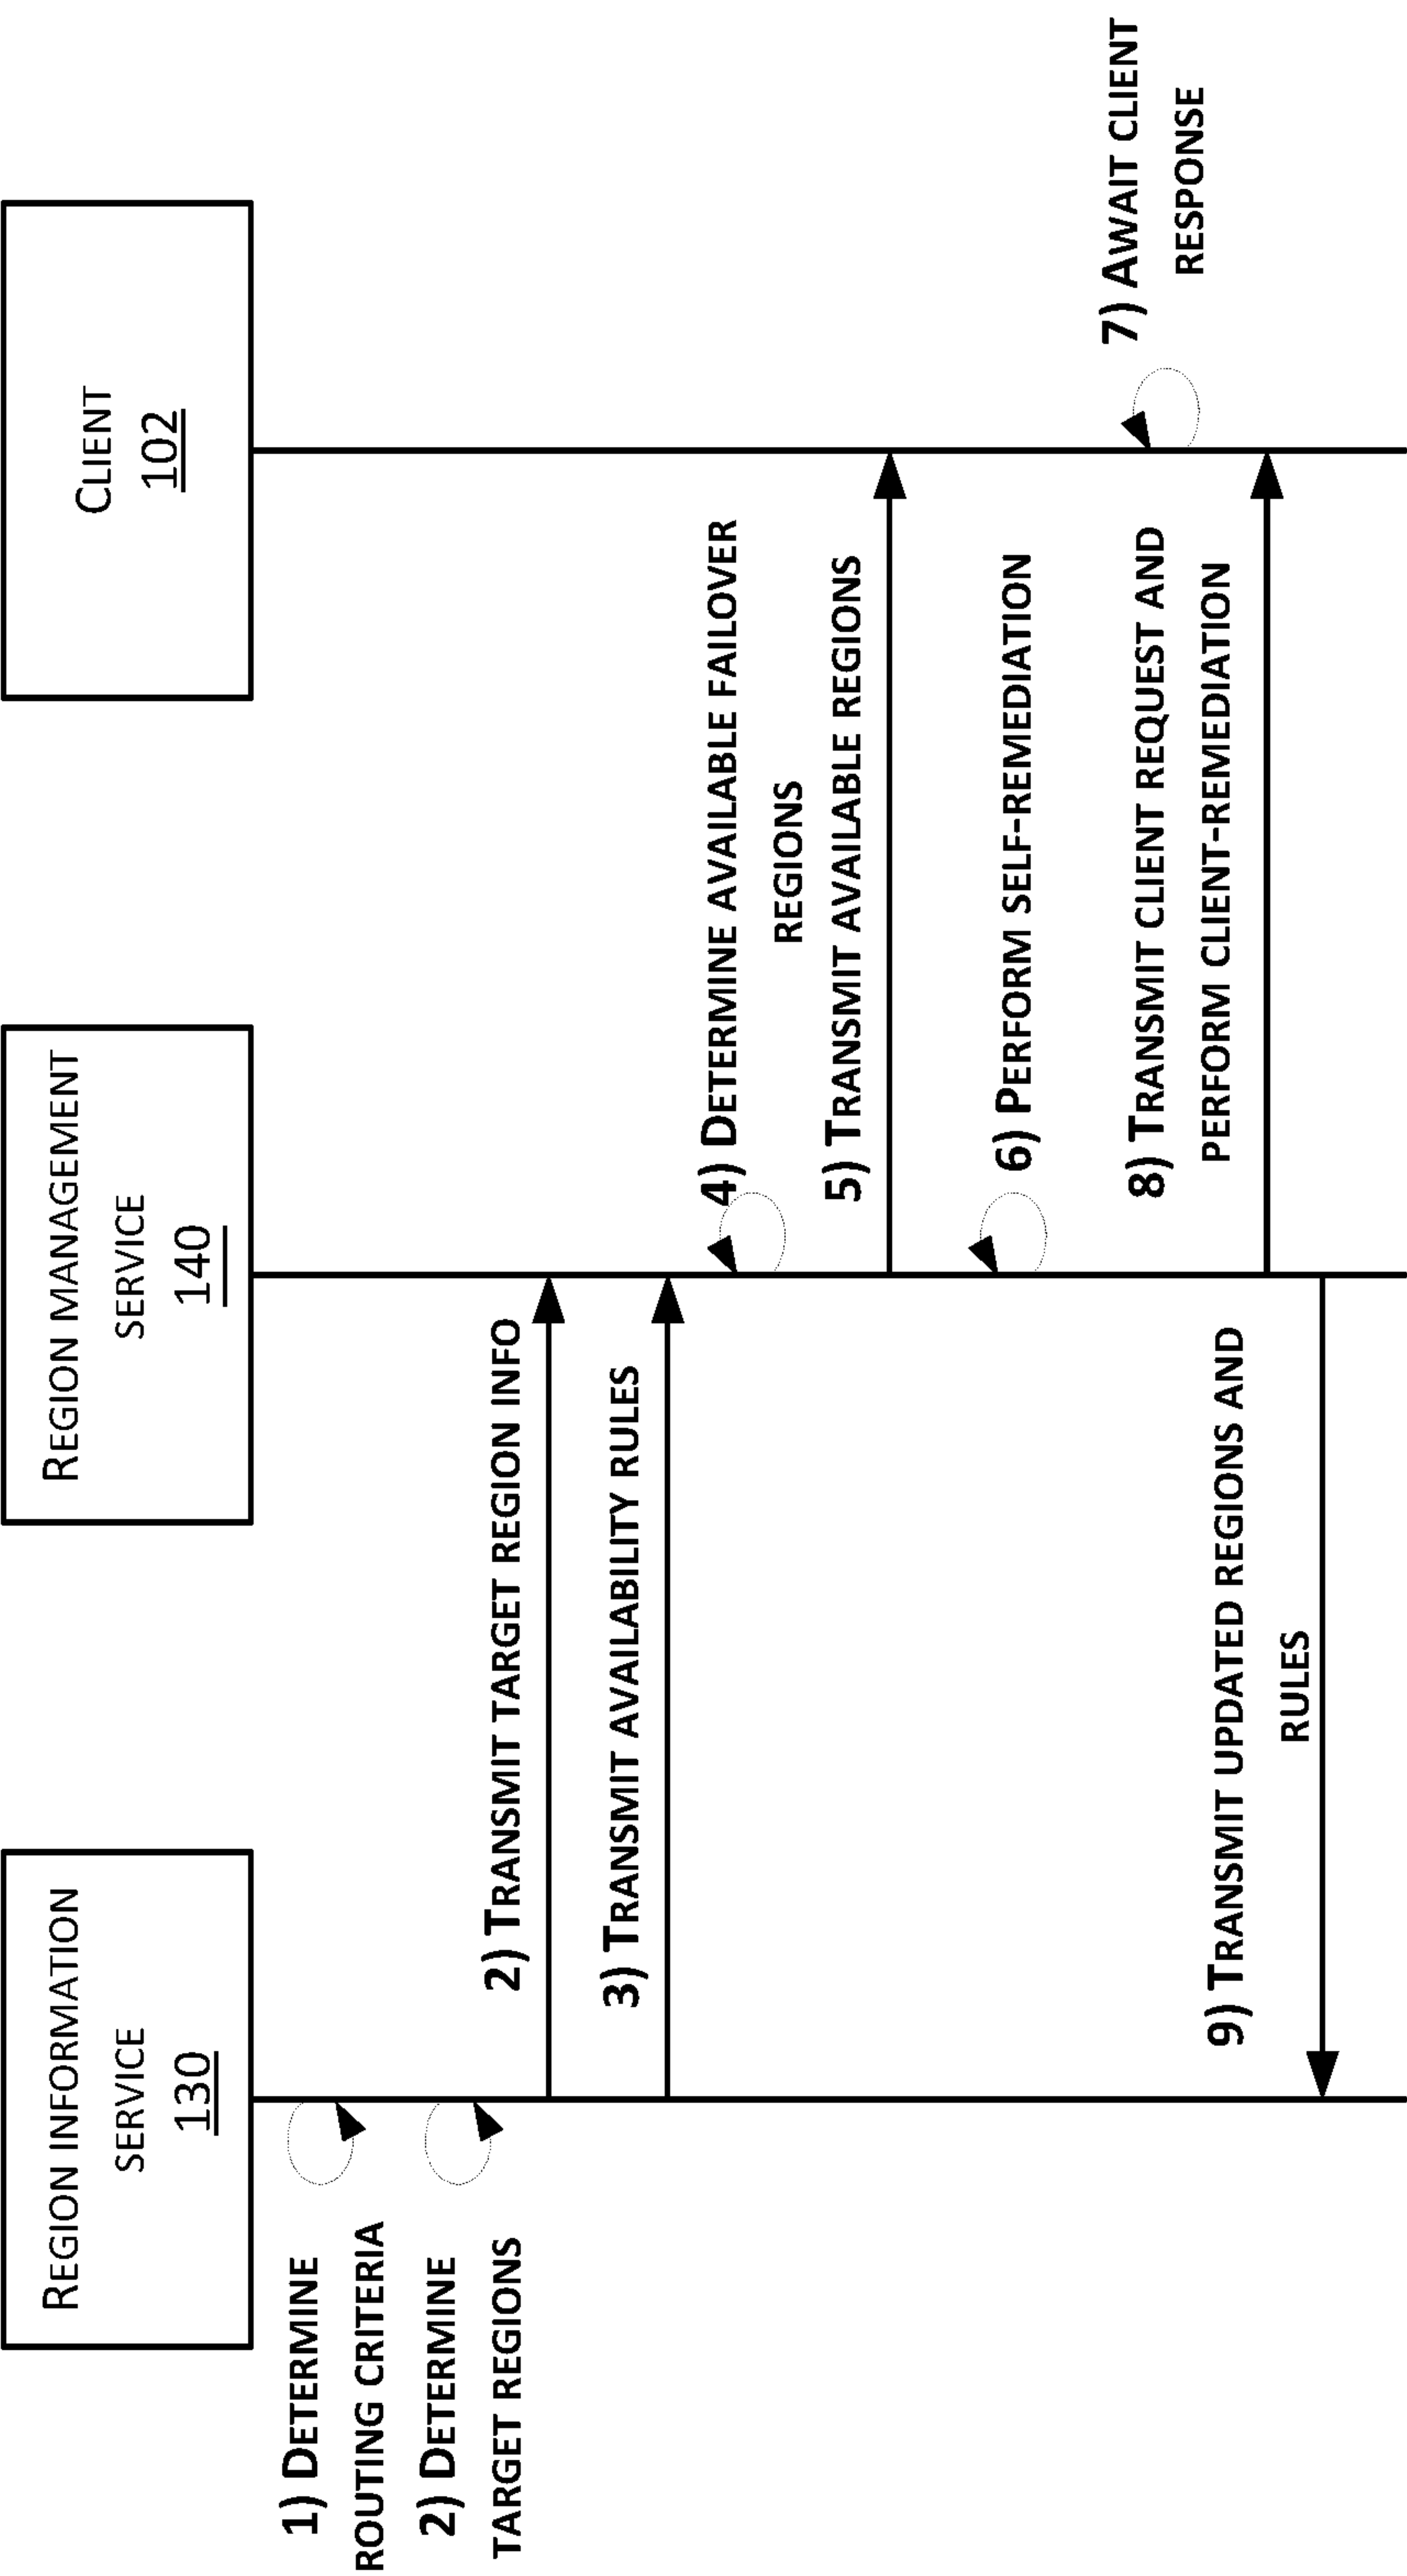 REGION INFORMATION
SERVICE
130
REGION MANAGEMENT
SERVICE
140
CLIENT
102
1) DETERMINE
ROUTING CRITERIA
2) DETERMINE
TARGET REGIONS
2) TRANSMIT TARGET REGION INFO
3) TRANSMIT AVAILABILITY RULES
4) DETERMINE AVAILABLE FAILOVER
REGIONS
5) TRANSMIT AVAILABLE REGIONS
6) PERFORM SELF-REMEDIATION
7) AWAIT CLIENT
RESPONSE
8) TRANSMIT CLIENT REQUEST AND
PERFORM CLIENT-REMEDIATION
9) TRANSMIT UPDATED REGIONS AND
RULES